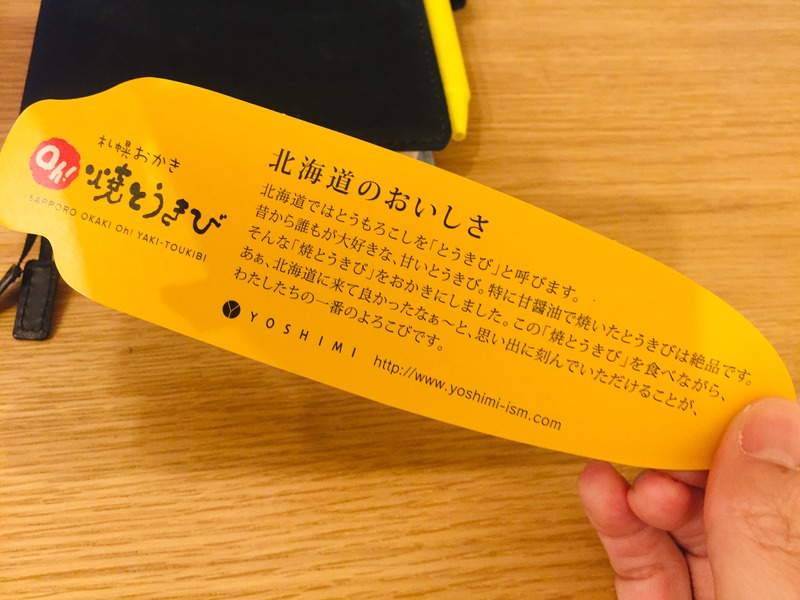 札幌おかき
Oh!
焼とうきび
SAPPORO OKAKI Oh! YAKI-TOUKIBI
北海道のおいしさ
北海道ではとうもろこしを「とうきび」と呼びます。
昔から誰もが大好きな、甘いとうきび。特に甘醤油で焼いたとうきびは絶品です。
そんな「焼とうきび」をおかきにしました。この「焼とうきび」を食べながら、
あぁ、北海道に来て良かったなぁ〜と、思い出に刻んでいただけることが、
わたしたちの一番のよろこびです。
YOSHIMI
http://www.yoshimi-ism.com